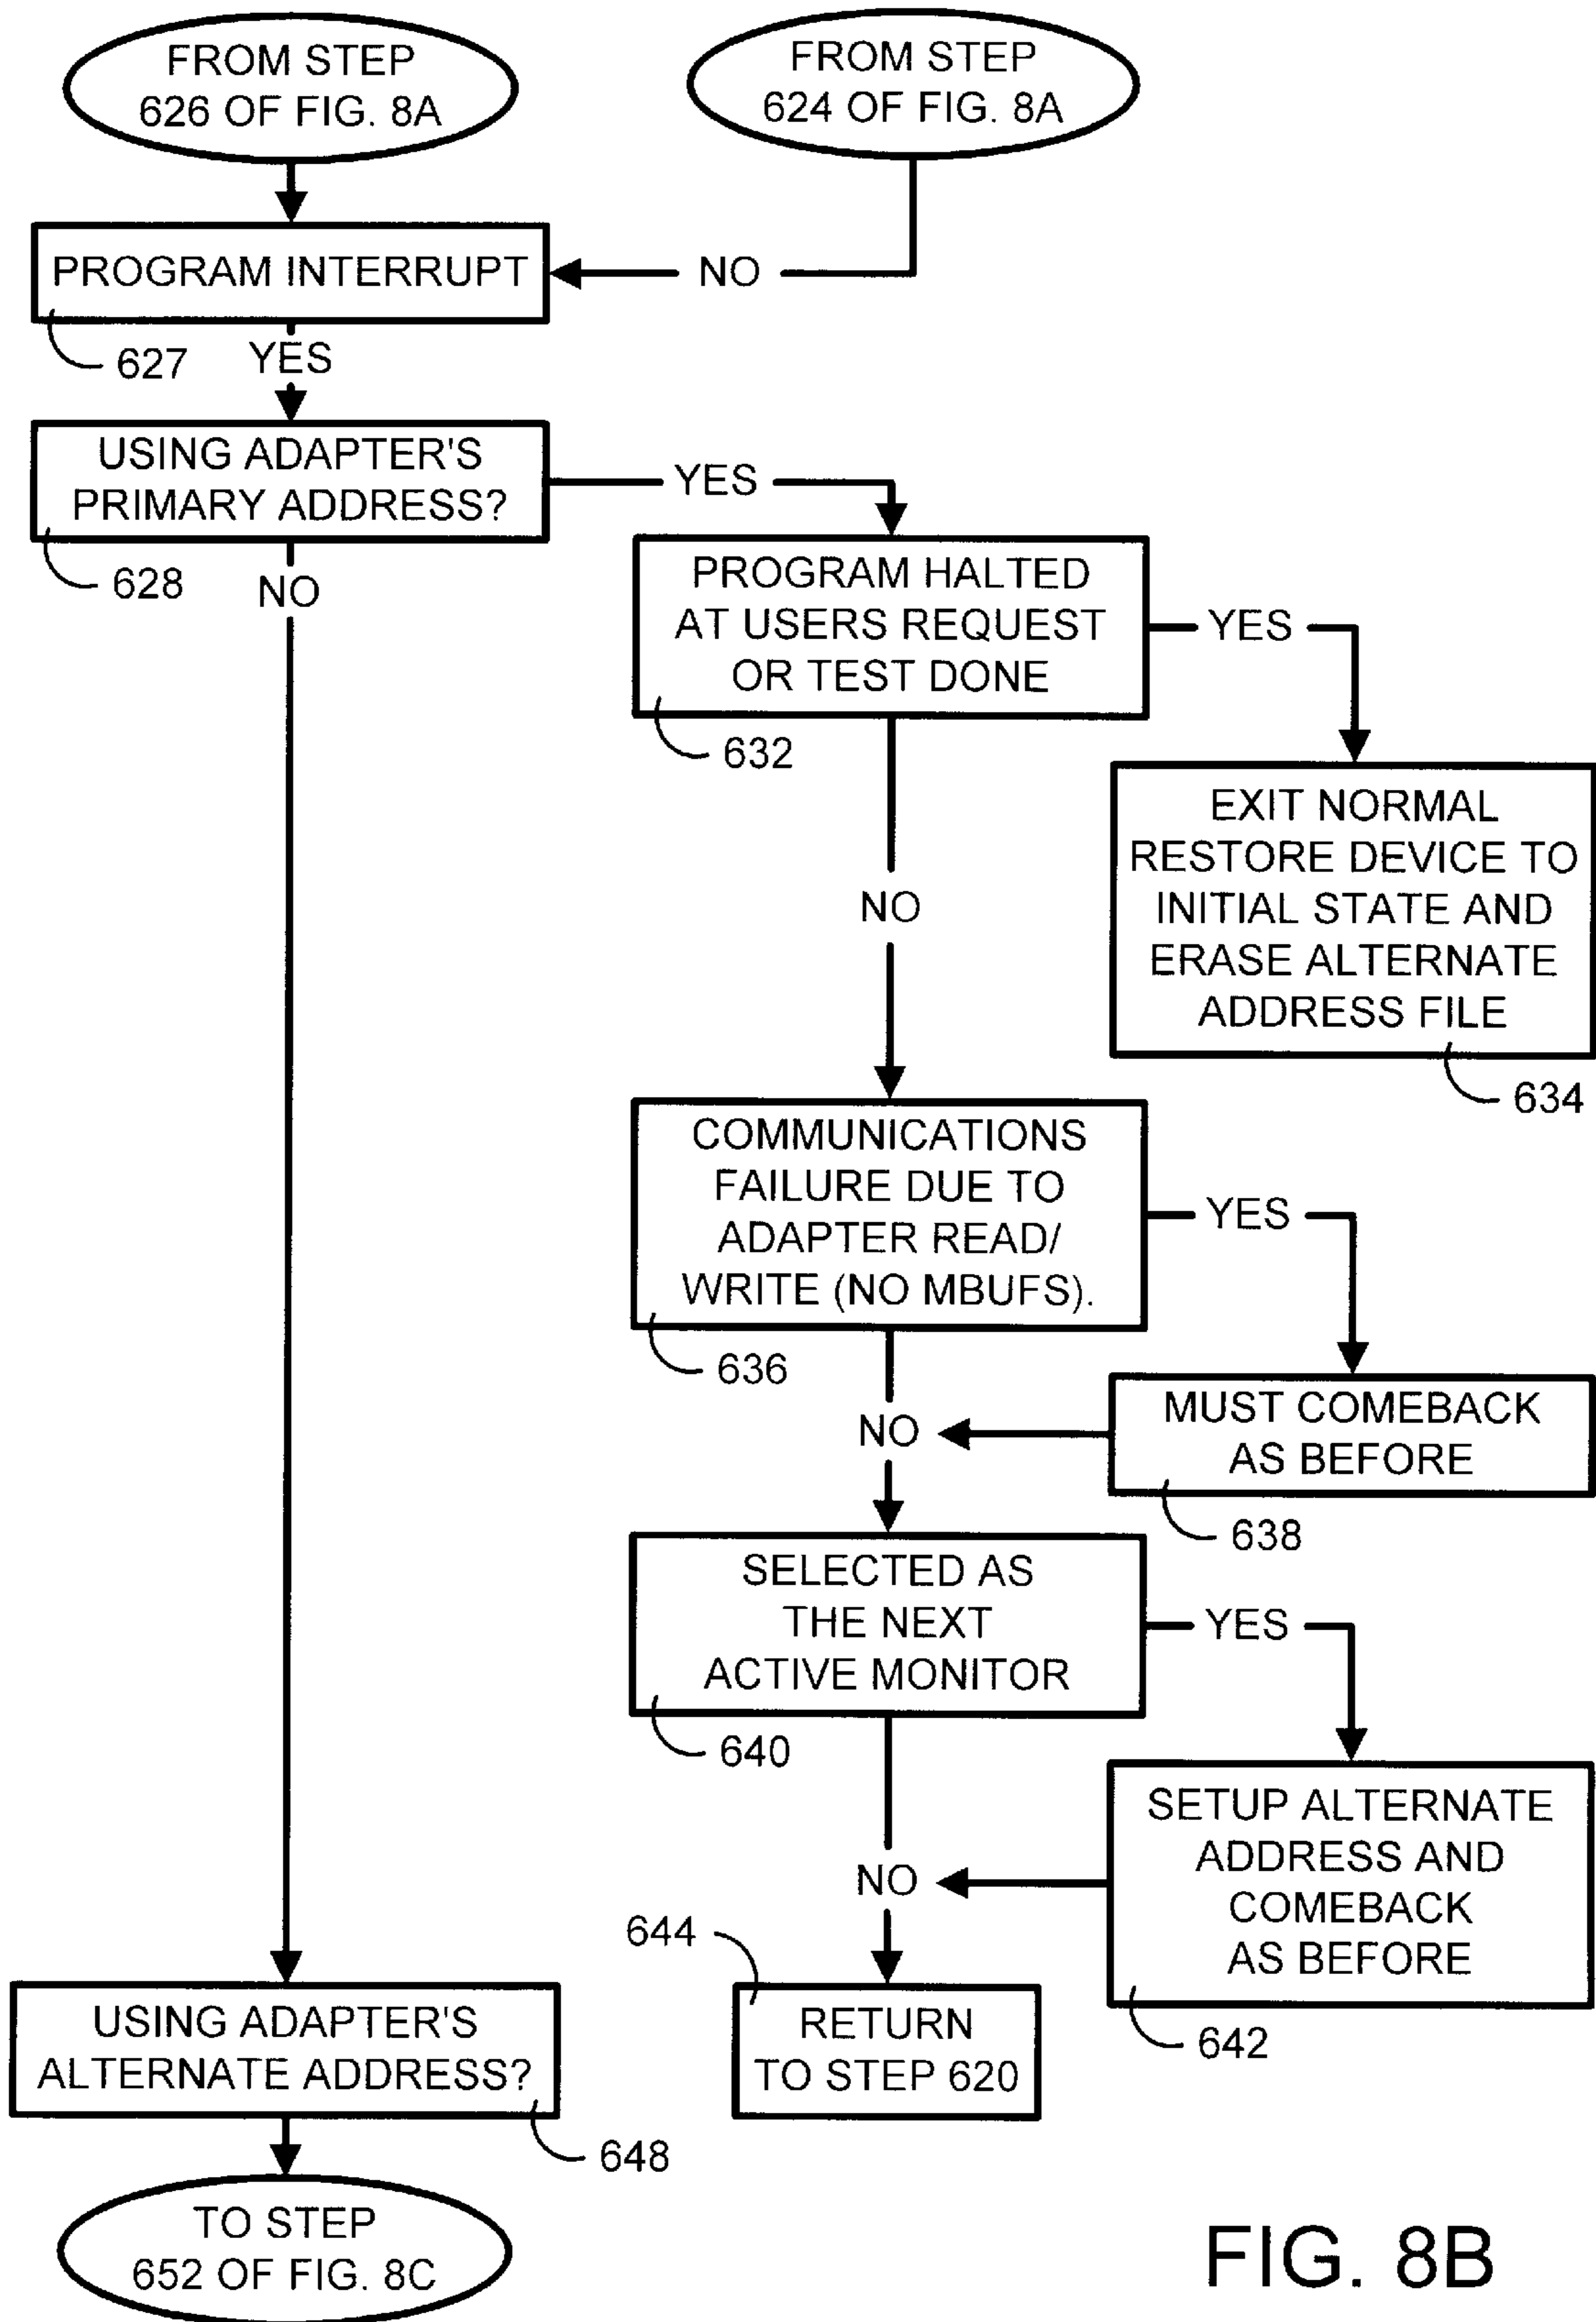 FROM STEP
626 OF FIG. 8A
FROM STEP
624 OF FIG. 8A
PROGRAM INTERRUPT
NO
627
YES
USING ADAPTER'S
PRIMARY ADDRESS?
YES
628
NO
PROGRAM HALTED
AT USERS REQUEST
OR TEST DONE
YES
632
EXIT NORMAL
RESTORE DEVICE TO
INITIAL STATE AND
ERASE ALTERNATE
ADDRESS FILE
634
NO
COMMUNICATIONS
FAILURE DUE TO
ADAPTER READ/
WRITE (NO MBUFS).
YES
636
MUST COMEBACK
AS BEFORE
638
NO
SELECTED AS
THE NEXT
ACTIVE MONITOR
YES
640
SETUP ALTERNATE
ADDRESS AND
COMEBACK
AS BEFORE
642
NO
644
RETURN
TO STEP 620
USING ADAPTER'S
ALTERNATE ADDRESS?
648
TO STEP
652 OF FIG. 8C
FIG. 8B